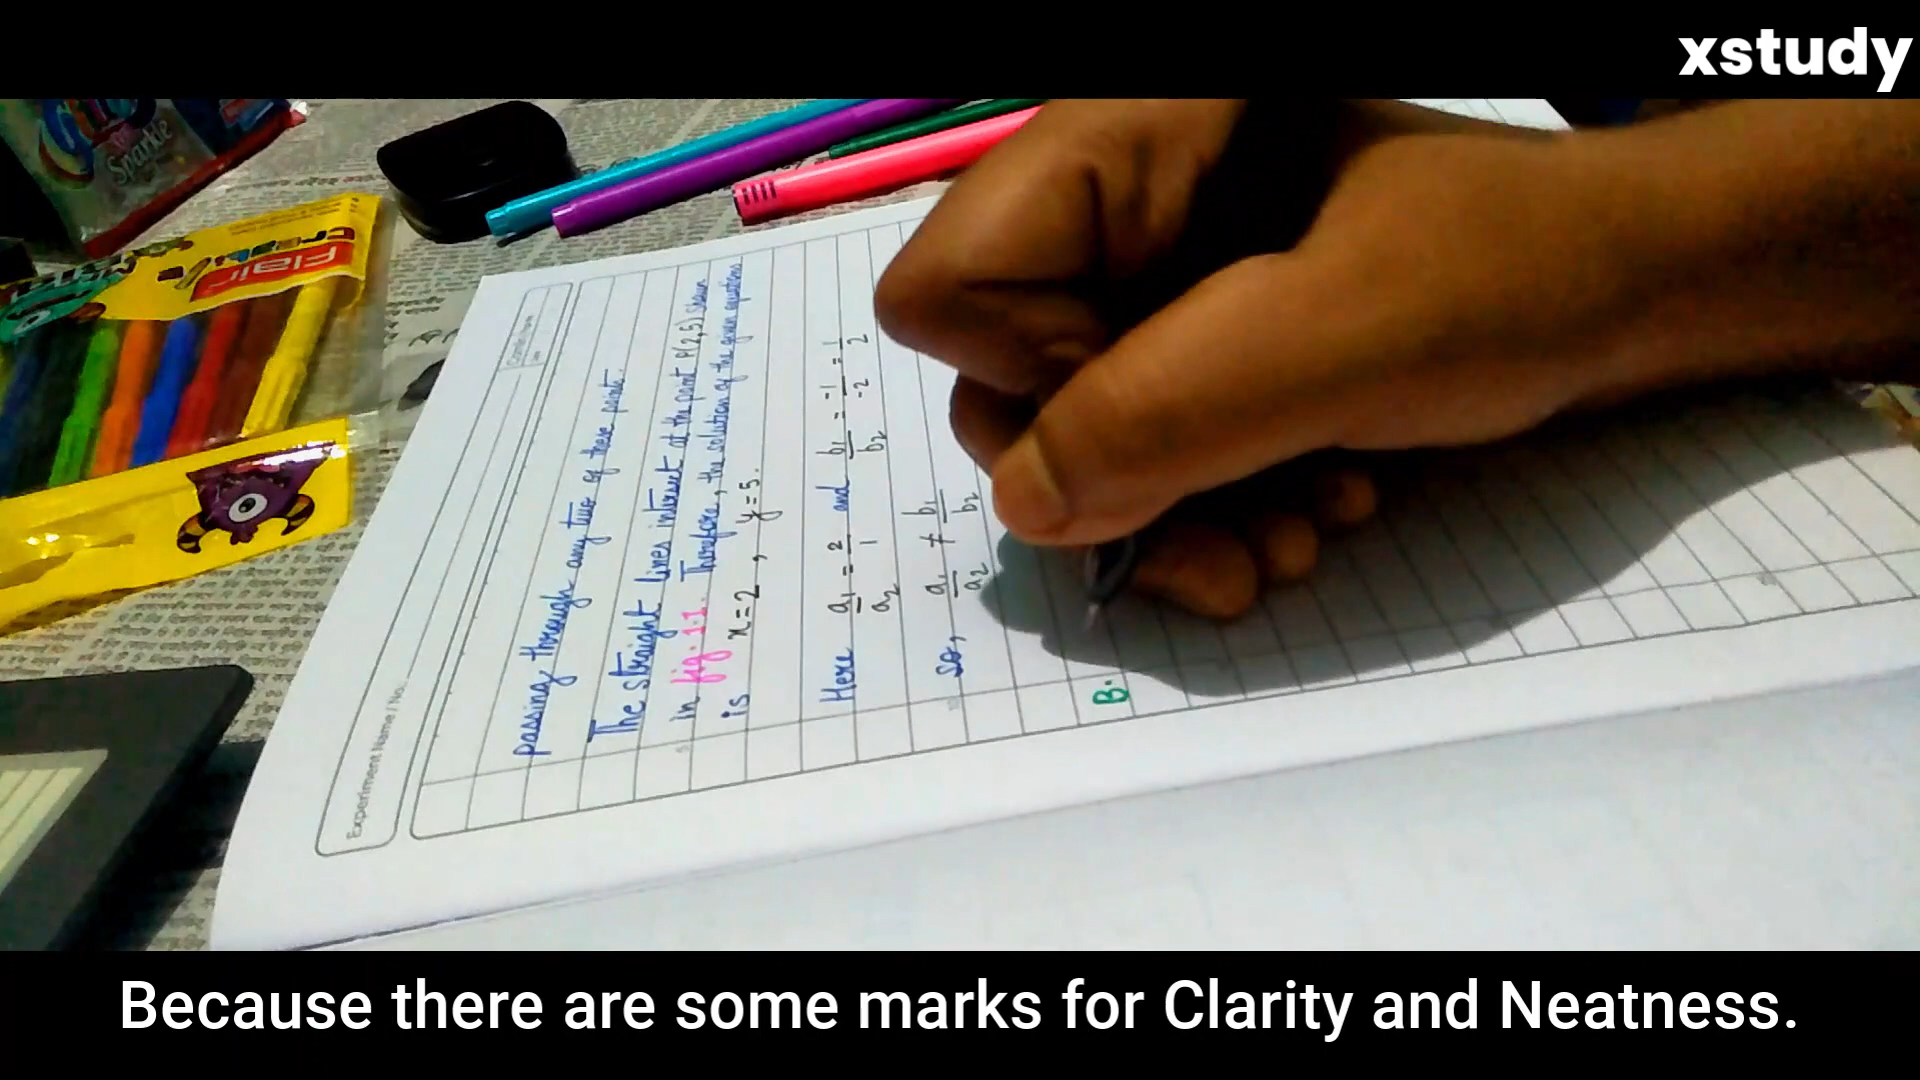 xstudy
Sparkle
Flair
Creative
Experiment Name / No.:
passing through any two of these points.
The straight lines intersect at the point P(2,5) shown
in fig. 1.1. Therefore, the solution of the given equations
is x = 2 , y = 5.
Here a₁/a₂ = 2/1 and b₁/b₂ = -1/-2 = 1/2
so, a₁/a₂ ≠ b₁/b₂
B.
Because there are some marks for Clarity and Neatness.